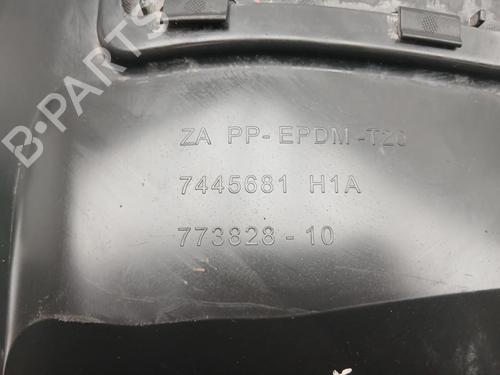 B-PARTS
ZA PP-EPDM-T20
7445681 H1A
773828-10